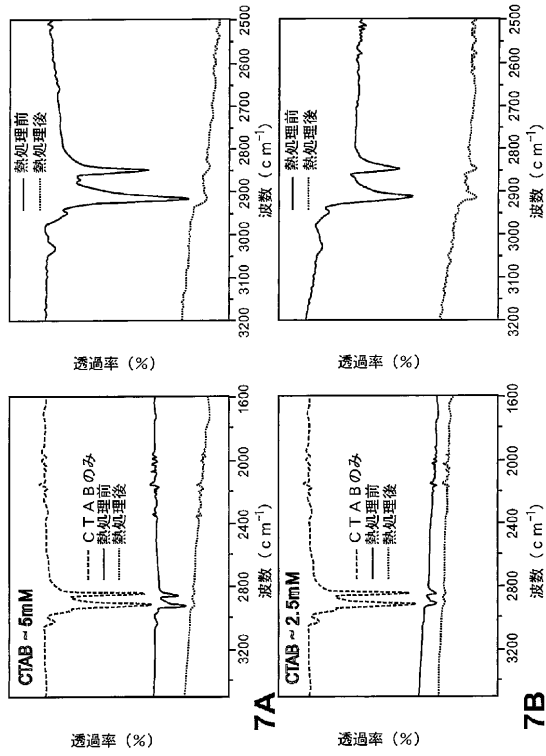 7A
CTAB ~ 5mM
透過率 (%)
CTABのみ
熱処理前
熱処理後
3200
2800
2400
2000
1600
波数 (cm⁻¹)
透過率 (%)
熱処理前
熱処理後
3200
3100
3000
2900
2800
2700
2600
2500
波数 (cm⁻¹)
7B
CTAB ~ 2.5mM
透過率 (%)
CTABのみ
熱処理前
熱処理後
3200
2800
2400
2000
1600
波数 (cm⁻¹)
透過率 (%)
熱処理前
熱処理後
3200
3100
3000
2900
2800
2700
2600
2500
波数 (cm⁻¹)